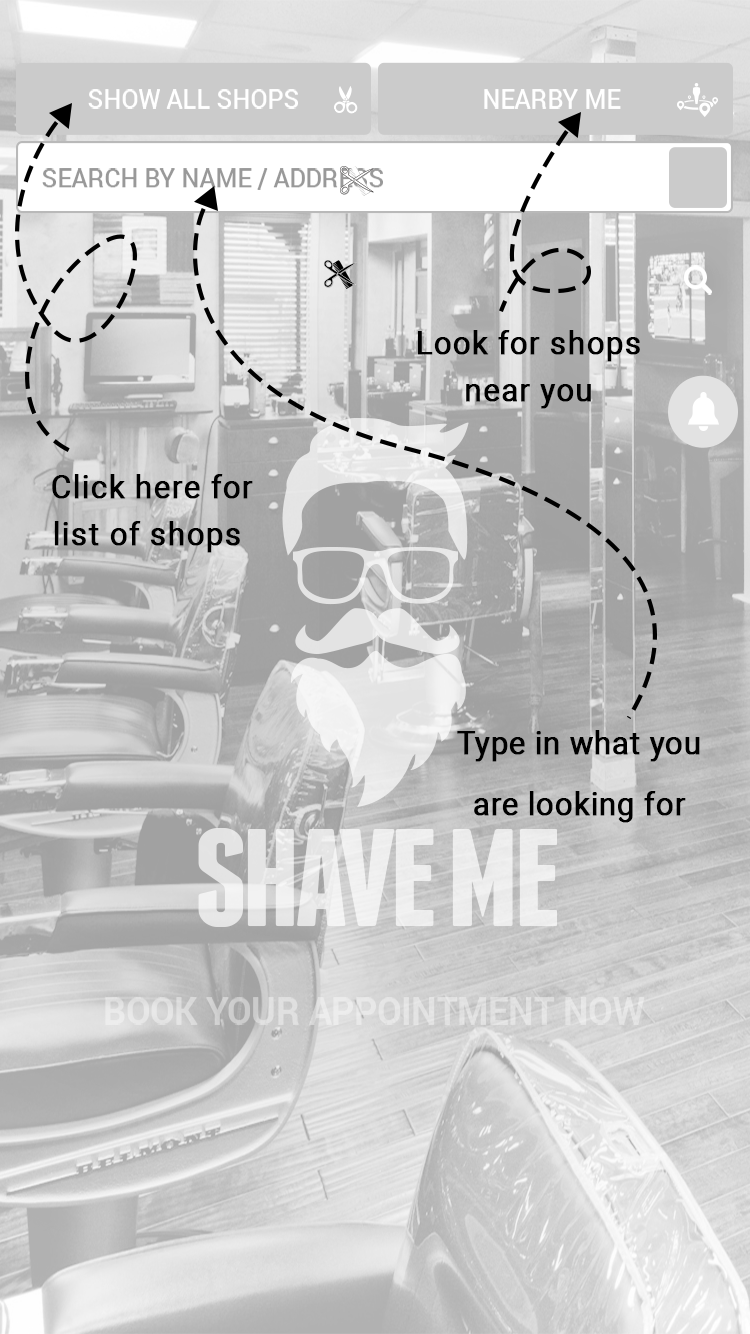 SHOW ALL SHOPS
NEARBY ME
SEARCH BY NAME / ADDRESS
Look for shops
near you
Click here for
list of shops
Type in what you
are looking for
SHAVE ME
BOOK YOUR APPOINTMENT NOW
BELMONT